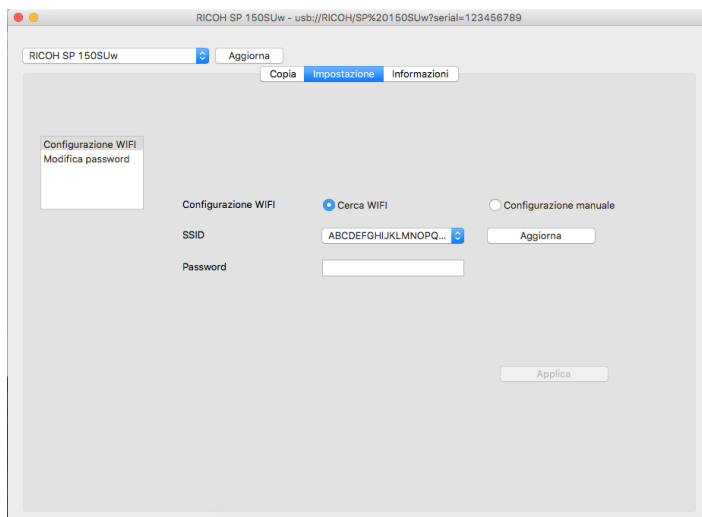 RICOH SP 150SUw - usb://RICOH/SP%20150SUw?serial=123456789
RICOH SP 150SUw Aggiorna
Copia Impostazione Informazioni
Configurazione WIFI
Modifica password
Configurazione WIFI Cerca WIFI Configurazione manuale
SSID ABCDEFGHIJKLMNOPQ... Aggiorna
Password
Applica